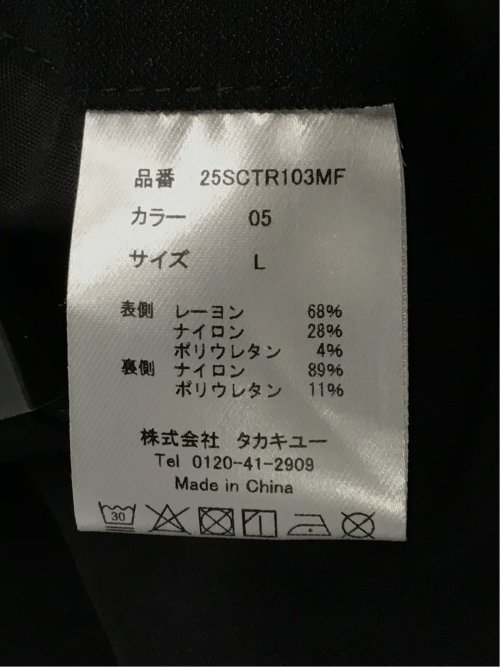 品番 25SCTR103MF
カラー 05
サイズ L
表側 レーヨン 68%
ナイロン 28%
ポリウレタン 4%
裏側 ナイロン 89%
ポリウレタン 11%
株式会社 タカキユー
Tel 0120-41-2909
Made in China
30